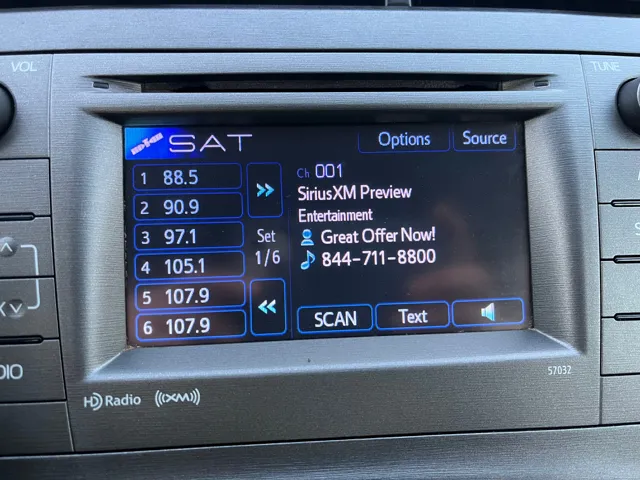 VOL
TUNE
SAT
Options
Source
1 88.5
2 90.9
3 97.1
4 105.1
5 107.9
6 107.9
>>
Set
1/6
<<
Ch 001
SiriusXM Preview
Entertainment
Great Offer Now!
844-711-8800
SCAN
Text
HD Radio
((XM))
57032